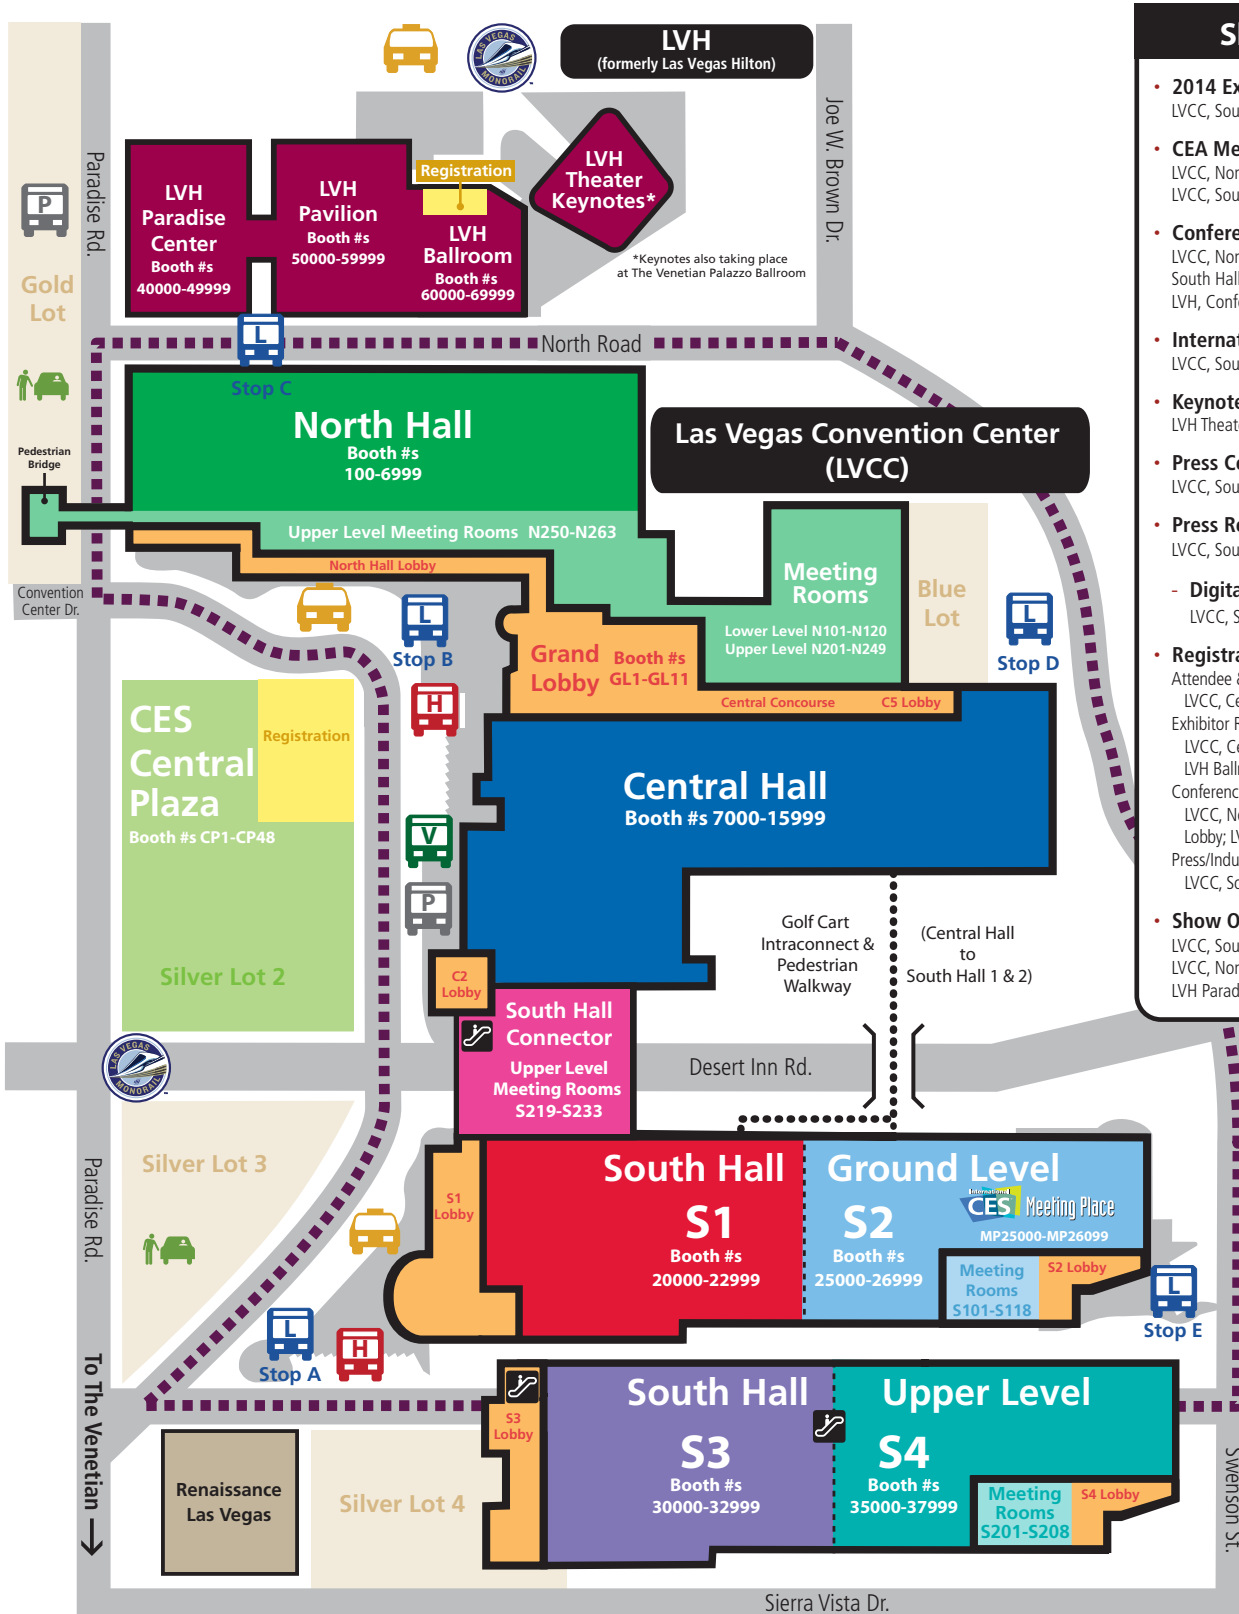 LVH
(formerly Las Vegas Hilton)
LAS VEGAS
MONORAIL
Joe W. Brown Dr.
Paradise Rd.
P
Gold
Lot
LVH
Paradise
Center
Booth #s
40000-49999
LVH
Pavilion
Booth #s
50000-59999
Registration
LVH
Ballroom
Booth #s
60000-69999
LVH
Theater
Keynotes*
*Keynotes also taking place
at The Venetian Palazzo Ballroom
North Road
L
Stop C
North Hall
Booth #s
100-6999
Las Vegas Convention Center
(LVCC)
Pedestrian
Bridge
Upper Level Meeting Rooms N250-N263
North Hall Lobby
Convention
Center Dr.
Meeting
Rooms
Lower Level N101-N120
Upper Level N201-N249
Blue
Lot
L
Stop D
L
Stop B
Grand
Lobby
Booth #s
GL1-GL11
Central Concourse
C5 Lobby
H
CES
Central
Plaza
Booth #s CP1-CP48
Registration
Silver Lot 2
V
P
Central Hall
Booth #s 7000-15999
Golf Cart
Intraconnect &
Pedestrian
Walkway
(Central Hall
to
South Hall 1 & 2)
C2
Lobby
South Hall
Connector
Upper Level
Meeting Rooms
S219-S233
Desert Inn Rd.
LAS VEGAS
MONORAIL
Silver Lot 3
Paradise Rd.
S1
Lobby
South Hall
S1
Booth #s
20000-22999
Ground Level
S2
Booth #s
25000-26999
International
CES Meeting Place
MP25000-MP26099
Meeting
Rooms
S101-S118
S2 Lobby
L
Stop E
L
Stop A
H
To The Venetian
S3
Lobby
South Hall
S3
Booth #s
30000-32999
Upper Level
S4
Booth #s
35000-37999
Meeting
Rooms
S201-S208
S4 Lobby
Renaissance
Las Vegas
Silver Lot 4
Swenson St.
Sierra Vista Dr.
• 2014 Ex
LVCC, Sou
• CEA Me
LVCC, Nor
LVCC, Sou
• Confere
LVCC, Nor
South Hall
LVH, Conf
• Internat
LVCC, Sou
• Keynote
LVH Theat
• Press Co
LVCC, Sou
• Press Ro
LVCC, Sou
- Digita
LVCC, S
• Registra
Attendee &
LVCC, Ce
Exhibitor R
LVCC, Ce
LVH Ballr
Conference
LVCC, No
Lobby; LV
Press/Indu
LVCC, So
• Show O
LVCC, Sou
LVCC, Nor
LVH Parad